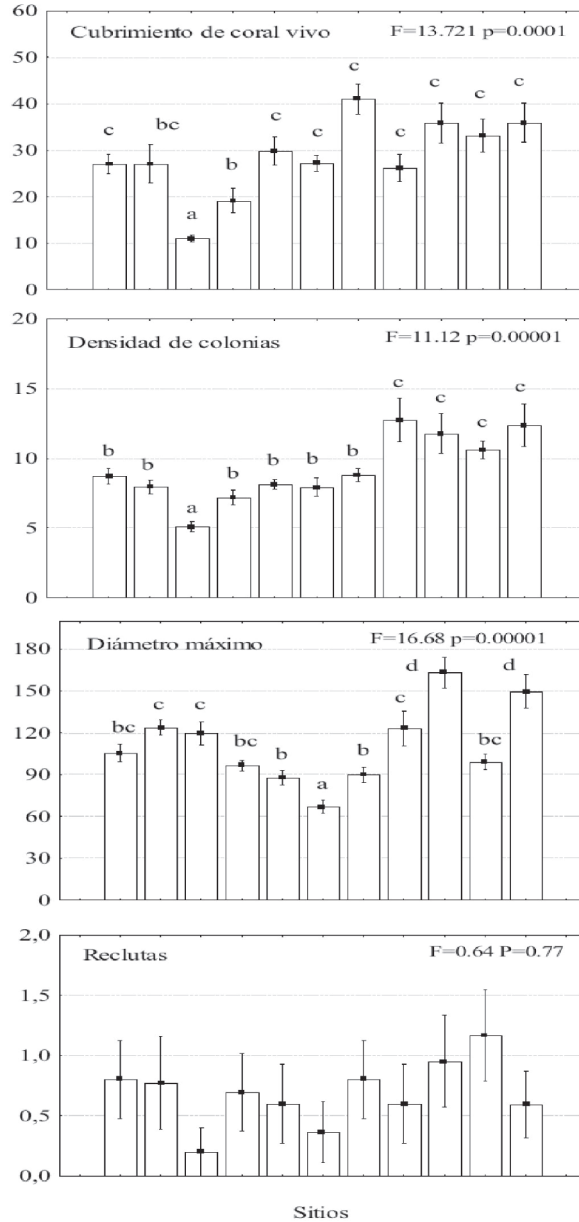 60
Cubrimiento de coral vivo F=13.721 p=0.0001
50
c
40
c bc c c c c c
30
c
b
20
a
10
0
20
Densidad de colonias F=11.12 p=0.00001
15
c c c c
10
b b b b b b
a
5
0
180
Diámetro máximo F=16.68 p=0.00001
d d
150
c c c
120
bc bc b b bc
90
a
60
30
0
2,0
Reclutas F=0.64 P=0.77
1,5
1,0
0,5
0,0
Sitios